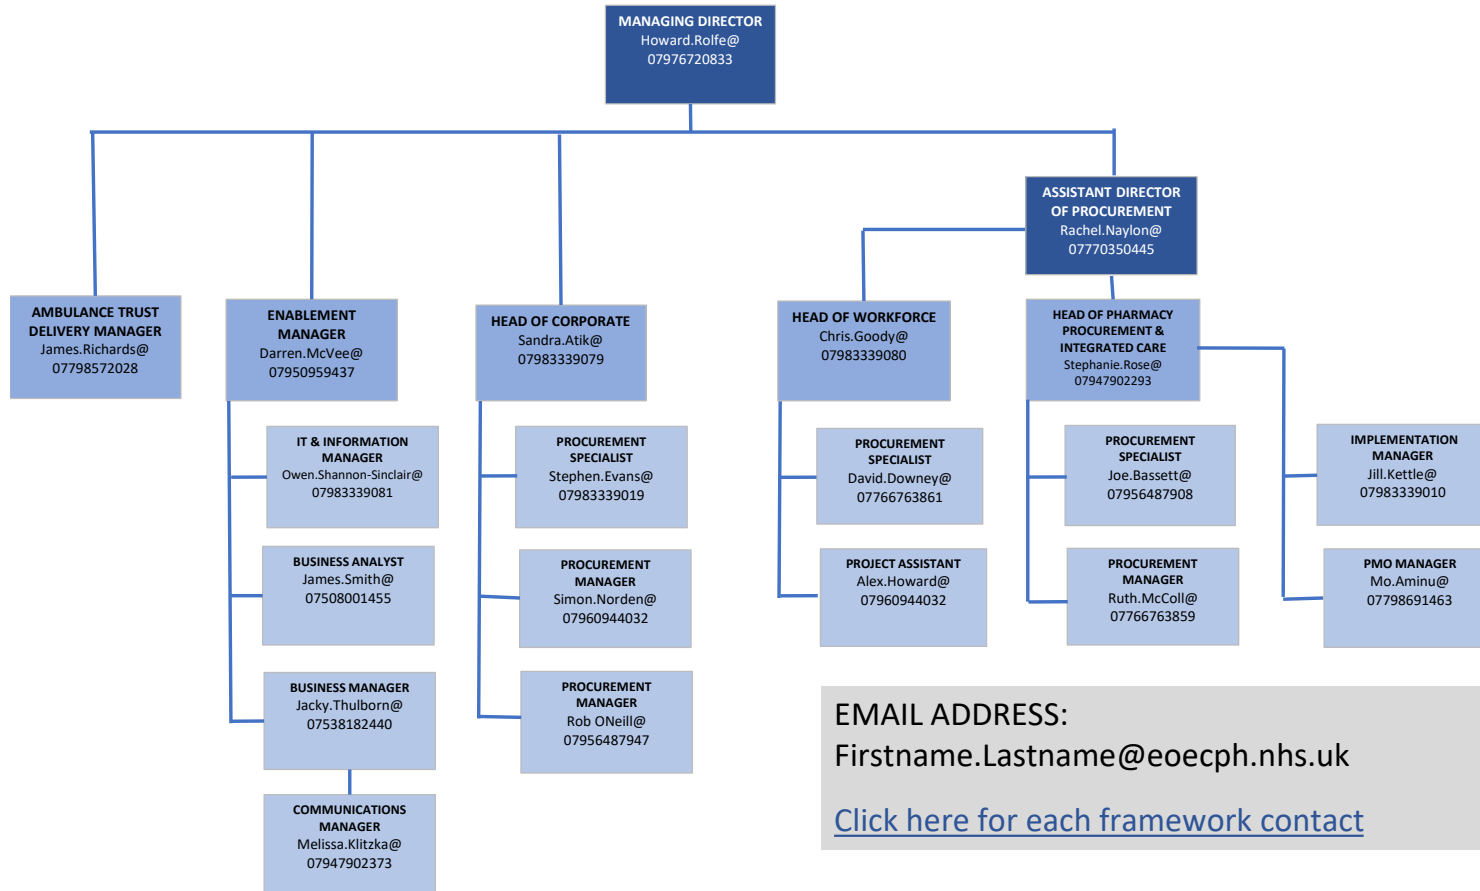 MANAGING DIRECTOR
Howard.Rolfe@
07976720833
ASSISTANT DIRECTOR
OF PROCUREMENT
Rachel.Naylon@
07770350445
AMBULANCE TRUST
DELIVERY MANAGER
James.Richards@
07798572028
ENABLEMENT
MANAGER
Darren.McVee@
07950959437
HEAD OF CORPORATE
Sandra.Atik@
07983339079
HEAD OF WORKFORCE
Chris.Goody@
07983339080
HEAD OF PHARMACY
PROCUREMENT &
INTEGRATED CARE
Stephanie.Rose@
07947902293
IT & INFORMATION
MANAGER
Owen.Shannon-Sinclair@
07983339081
PROCUREMENT
SPECIALIST
Stephen.Evans@
07983339019
PROCUREMENT
SPECIALIST
David.Downey@
07766763861
PROCUREMENT
SPECIALIST
Joe.Bassett@
07956487908
IMPLEMENTATION
MANAGER
Jill.Kettle@
07983339010
BUSINESS ANALYST
James.Smith@
07508001455
PROCUREMENT
MANAGER
Simon.Norden@
07960944032
PROJECT ASSISTANT
Alex.Howard@
07960944032
PROCUREMENT
MANAGER
Ruth.McColl@
07766763859
PMO MANAGER
Mo.Aminu@
07798691463
BUSINESS MANAGER
Jacky.Thulborn@
07538182440
PROCUREMENT
MANAGER
Rob ONeill@
07956487947
COMMUNICATIONS
MANAGER
Melissa.Klitzka@
07947902373
EMAIL ADDRESS:
Firstname.Lastname@eoecph.nhs.uk
Click here for each framework contact